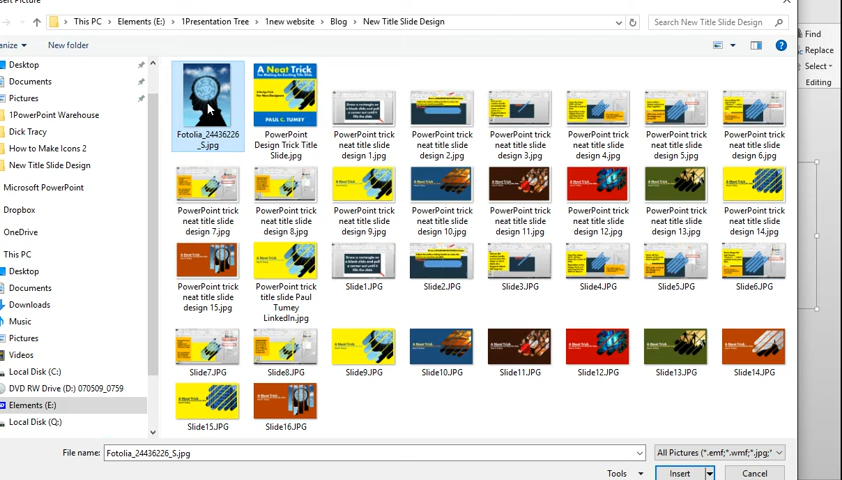 This PC
Elements (E:)
1Presentation Tree
1new website
Blog
New Title Slide Design
Search New Title Slide Design
Find
Replace
Select
Editing
New folder
Desktop
Documents
Pictures
1PowerPoint Warehouse
Dick Tracy
How to Make Icons 2
New Title Slide Design
Microsoft PowerPoint
Dropbox
OneDrive
This PC
Desktop
Documents
Downloads
Music
Pictures
Videos
Local Disk (C:)
DVD RW Drive (D:) 070509_0759
Elements (E:)
Local Disk (Q:)
Fotolia_24436226
_S.jpg
A Neat Trick
For Making An Exciting Title Slide
PAUL C. TUMEY
PowerPoint
Design Trick Title
Slide.jpg
PowerPoint trick
neat title slide
design 1.jpg
PowerPoint trick
neat title slide
design 2.jpg
PowerPoint trick
neat title slide
design 3.jpg
PowerPoint trick
neat title slide
design 4.jpg
PowerPoint trick
neat title slide
design 5.jpg
PowerPoint trick
neat title slide
design 6.jpg
PowerPoint trick
neat title slide
design 7.jpg
PowerPoint trick
neat title slide
design 8.jpg
PowerPoint trick
neat title slide
design 9.jpg
PowerPoint trick
neat title slide
design 10.jpg
PowerPoint trick
neat title slide
design 11.jpg
PowerPoint trick
neat title slide
design 12.jpg
PowerPoint trick
neat title slide
design 13.jpg
PowerPoint trick
neat title slide
design 14.jpg
PowerPoint trick
neat title slide
design 15.jpg
PowerPoint trick
title slide Paul
Tumey
LinkedIn.jpg
Slide1.JPG
Slide2.JPG
Slide3.JPG
Slide4.JPG
Slide5.JPG
Slide6.JPG
Slide7.JPG
Slide8.JPG
Slide9.JPG
Slide10.JPG
Slide11.JPG
Slide12.JPG
Slide13.JPG
Slide14.JPG
Slide15.JPG
Slide16.JPG
File name:
Fotolia_24436226_S.jpg
All Pictures (*.emf;*.wmf;*.jpg;*
Tools
Insert
Cancel